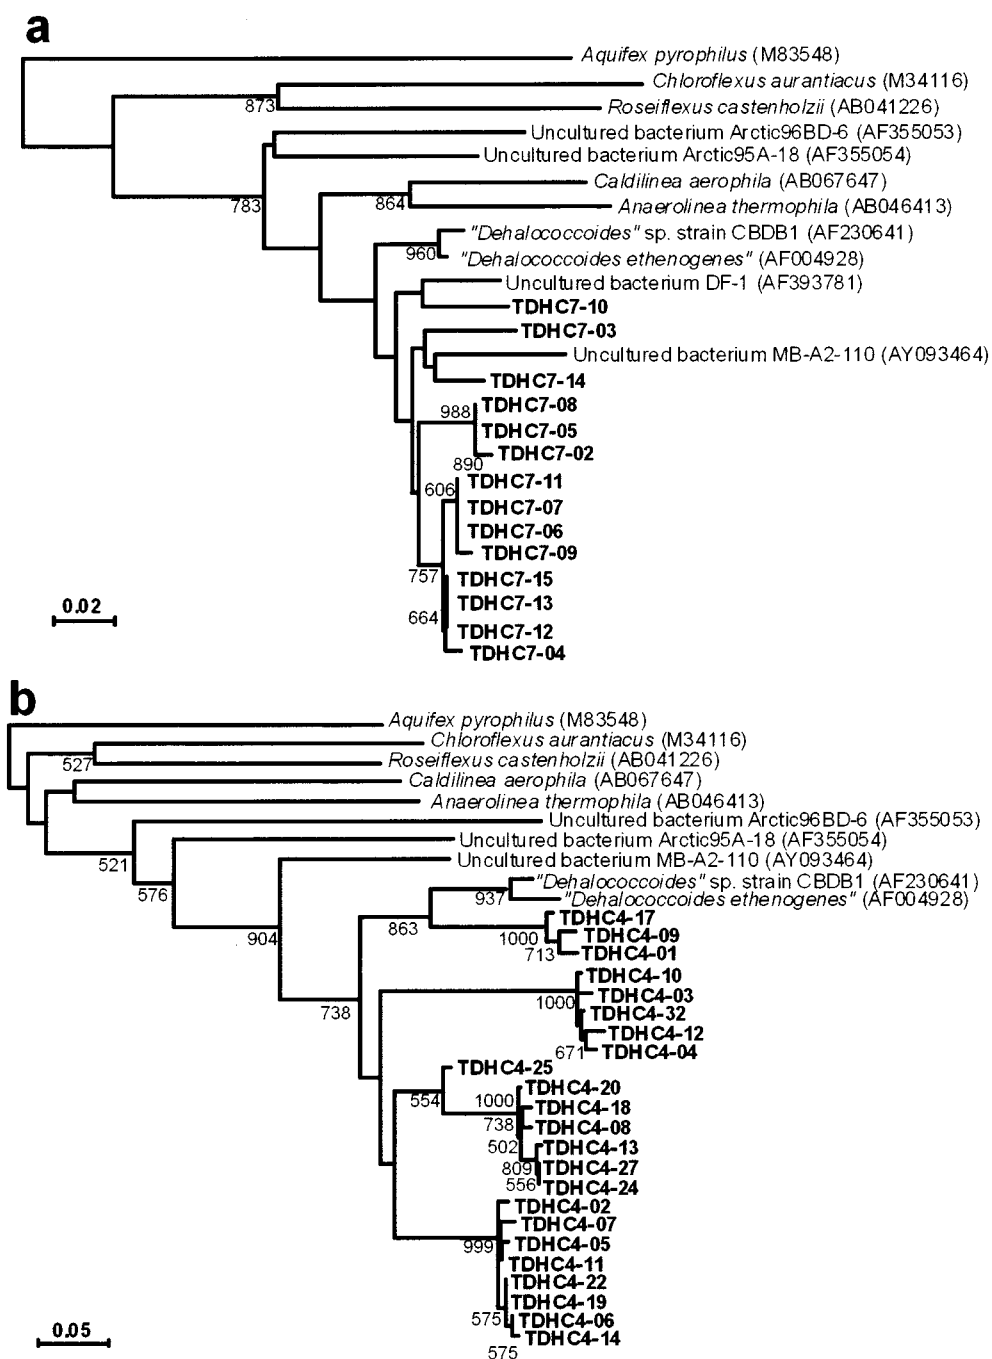 a
Aquifex pyrophilus (M83548)
Chloroflexus aurantiacus (M34116)
873
Roseiflexus castenholzii (AB041226)
Uncultured bacterium Arctic96BD-6 (AF355053)
Uncultured bacterium Arctic95A-18 (AF355054)
Caldilinea aerophila (AB067647)
783
864
Anaerolinea thermophila (AB046413)
"Dehalococcoides" sp. strain CBDB1 (AF230641)
960
"Dehalococcoides ethenogenes" (AF004928)
Uncultured bacterium DF-1 (AF393781)
TDHC7-10
TDHC7-03
Uncultured bacterium MB-A2-110 (AY093464)
TDHC7-14
TDHC7-08
988
TDHC7-05
TDHC7-02
890
TDHC7-11
606
TDHC7-07
TDHC7-06
TDHC7-09
757
TDHC7-15
TDHC7-13
0.02
664
TDHC7-12
TDHC7-04
b
Aquifex pyrophilus (M83548)
Chloroflexus aurantiacus (M34116)
527
Roseiflexus castenholzii (AB041226)
Caldilinea aerophila (AB067647)
Anaerolinea thermophila (AB046413)
Uncultured bacterium Arctic96BD-6 (AF355053)
521
Uncultured bacterium Arctic95A-18 (AF355054)
Uncultured bacterium MB-A2-110 (AY093464)
576
"Dehalococcoides" sp. strain CBDB1 (AF230641)
937
"Dehalococcoides ethenogenes" (AF004928)
TDHC4-17
904
863
1000
TDHC4-09
713
TDHC4-01
TDHC4-10
1000
TDHC4-03
738
TDHC4-32
TDHC4-12
671
TDHC4-04
TDHC4-25
554
TDHC4-20
1000
TDHC4-18
738
TDHC4-08
502
TDHC4-13
809
TDHC4-27
556
TDHC4-24
TDHC4-02
TDHC4-07
999
TDHC4-05
TDHC4-11
TDHC4-22
TDHC4-19
575
TDHC4-06
0.05
TDHC4-14
575